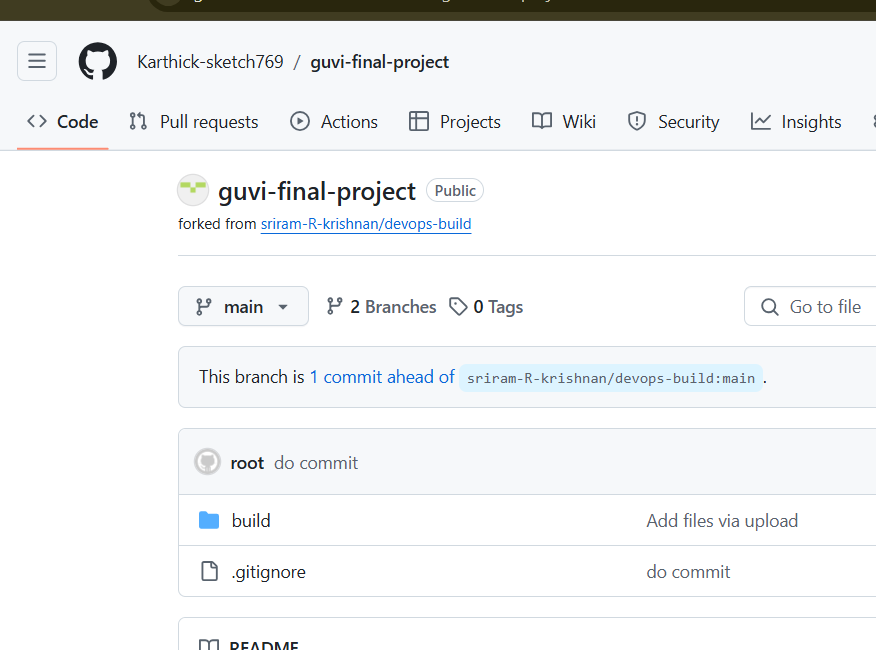 Karthick-sketch769 / guvi-final-project
Code Pull requests Actions Projects Wiki Security Insights
guvi-final-project Public
forked from sriram-R-krishnan/devops-build
main 2 Branches 0 Tags Go to file
This branch is 1 commit ahead of sriram-R-krishnan/devops-build:main .
root do commit
build Add files via upload
.gitignore do commit
README